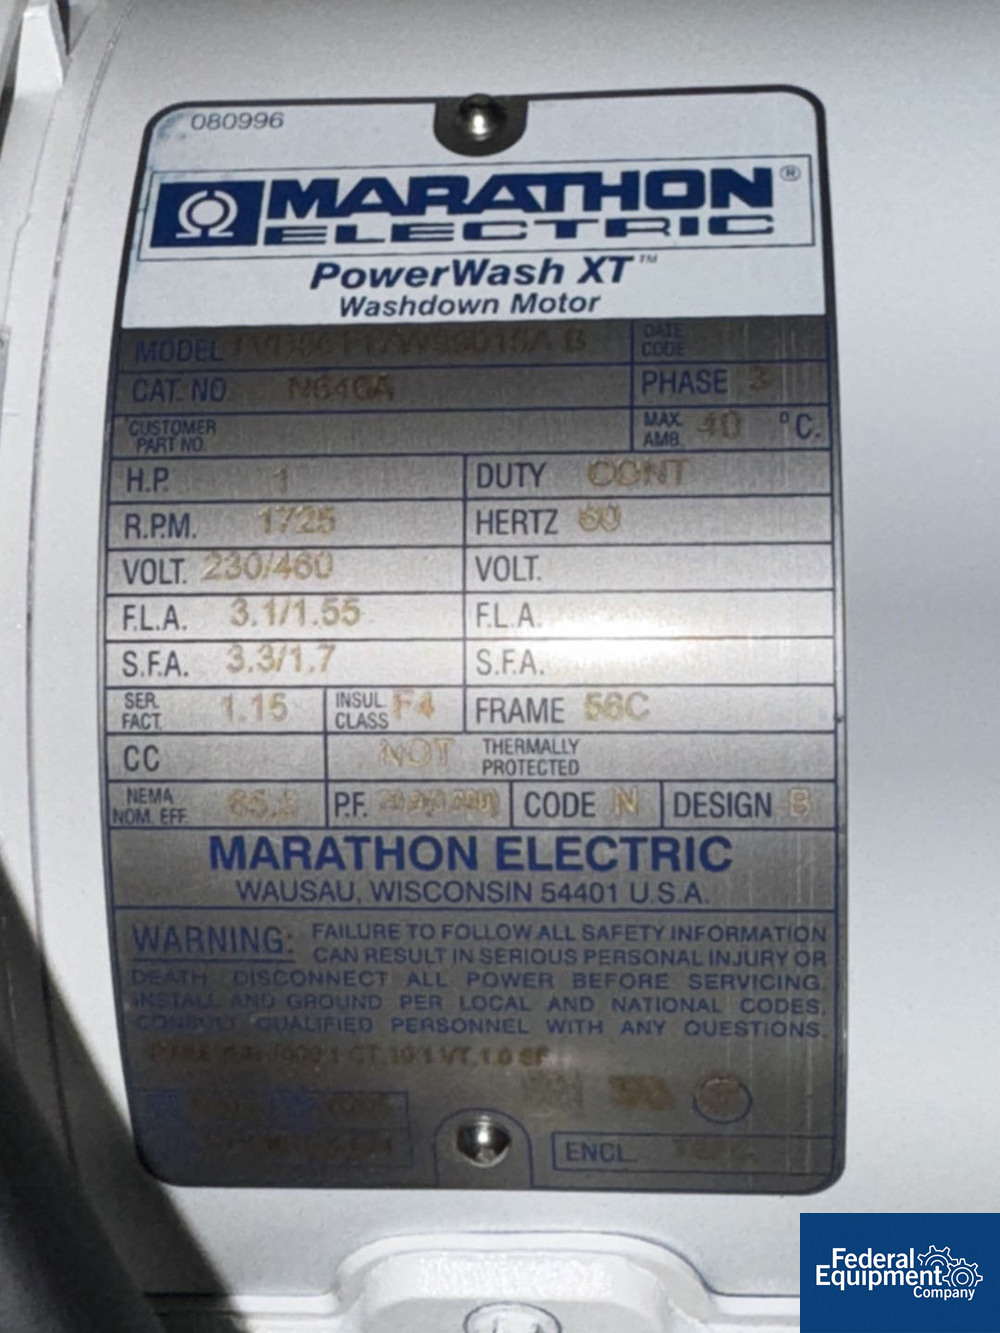 080996
MARATHON®
ELECTRIC
PowerWash XT™
Washdown Motor
MODEL DATE CODE
CAT. NO. N646A PHASE 3
CUSTOMER PART NO. MAX. AMB. 40 °C.
H.P. 1 DUTY CONT
R.P.M. 1725 HERTZ 60
VOLT. 230/460 VOLT.
F.L.A. 3.1/1.55 F.L.A.
S.F.A. 3.3/1.7 S.F.A.
SER. FACT. 1.15 INSUL CLASS F4 FRAME 56C
CC NOT THERMALLY PROTECTED
NEMA NOM. EFF. P.F. CODE N DESIGN B
MARATHON ELECTRIC
WAUSAU, WISCONSIN 54401 U.S.A.
WARNING: FAILURE TO FOLLOW ALL SAFETY INFORMATION
CAN RESULT IN SERIOUS PERSONAL INJURY OR
DEATH. DISCONNECT ALL POWER BEFORE SERVICING.
INSTALL AND GROUND PER LOCAL AND NATIONAL CODES.
CONSULT QUALIFIED PERSONNEL WITH ANY QUESTIONS.
ENCL.
Federal
Equipment
Company